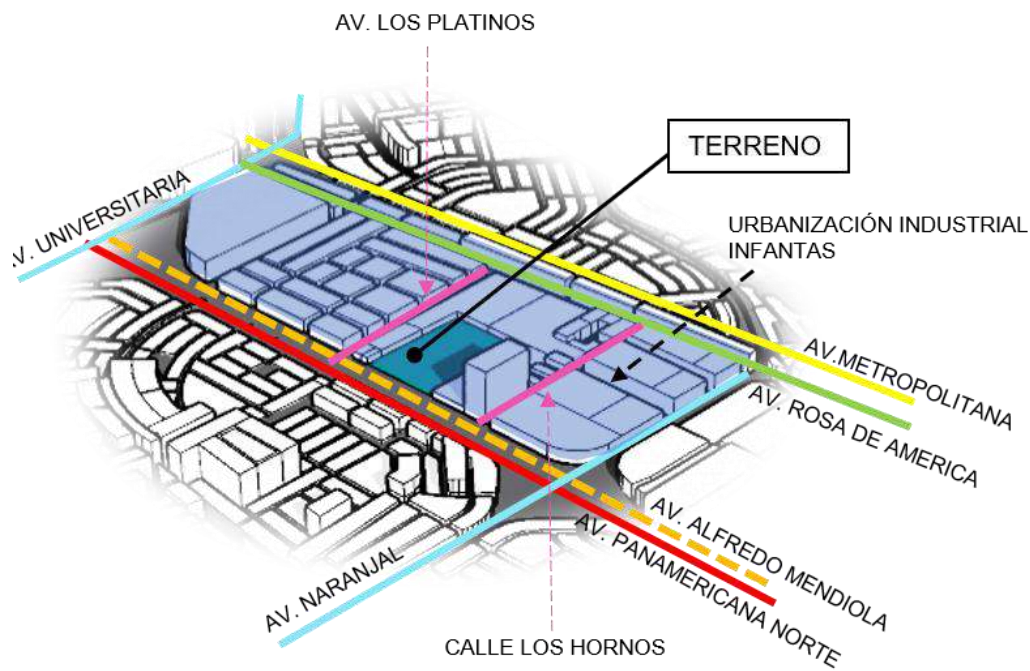 AV. LOS PLATINOS
TERRENO
AV. UNIVERSITARIA
URBANIZACIÓN INDUSTRIAL
INFANTAS
AV.METROPOLITANA
AV. ROSA DE AMERICA
AV. ALFREDO MENDIOLA
AV. PANAMERICANA NORTE
AV. NARANJAL
CALLE LOS HORNOS